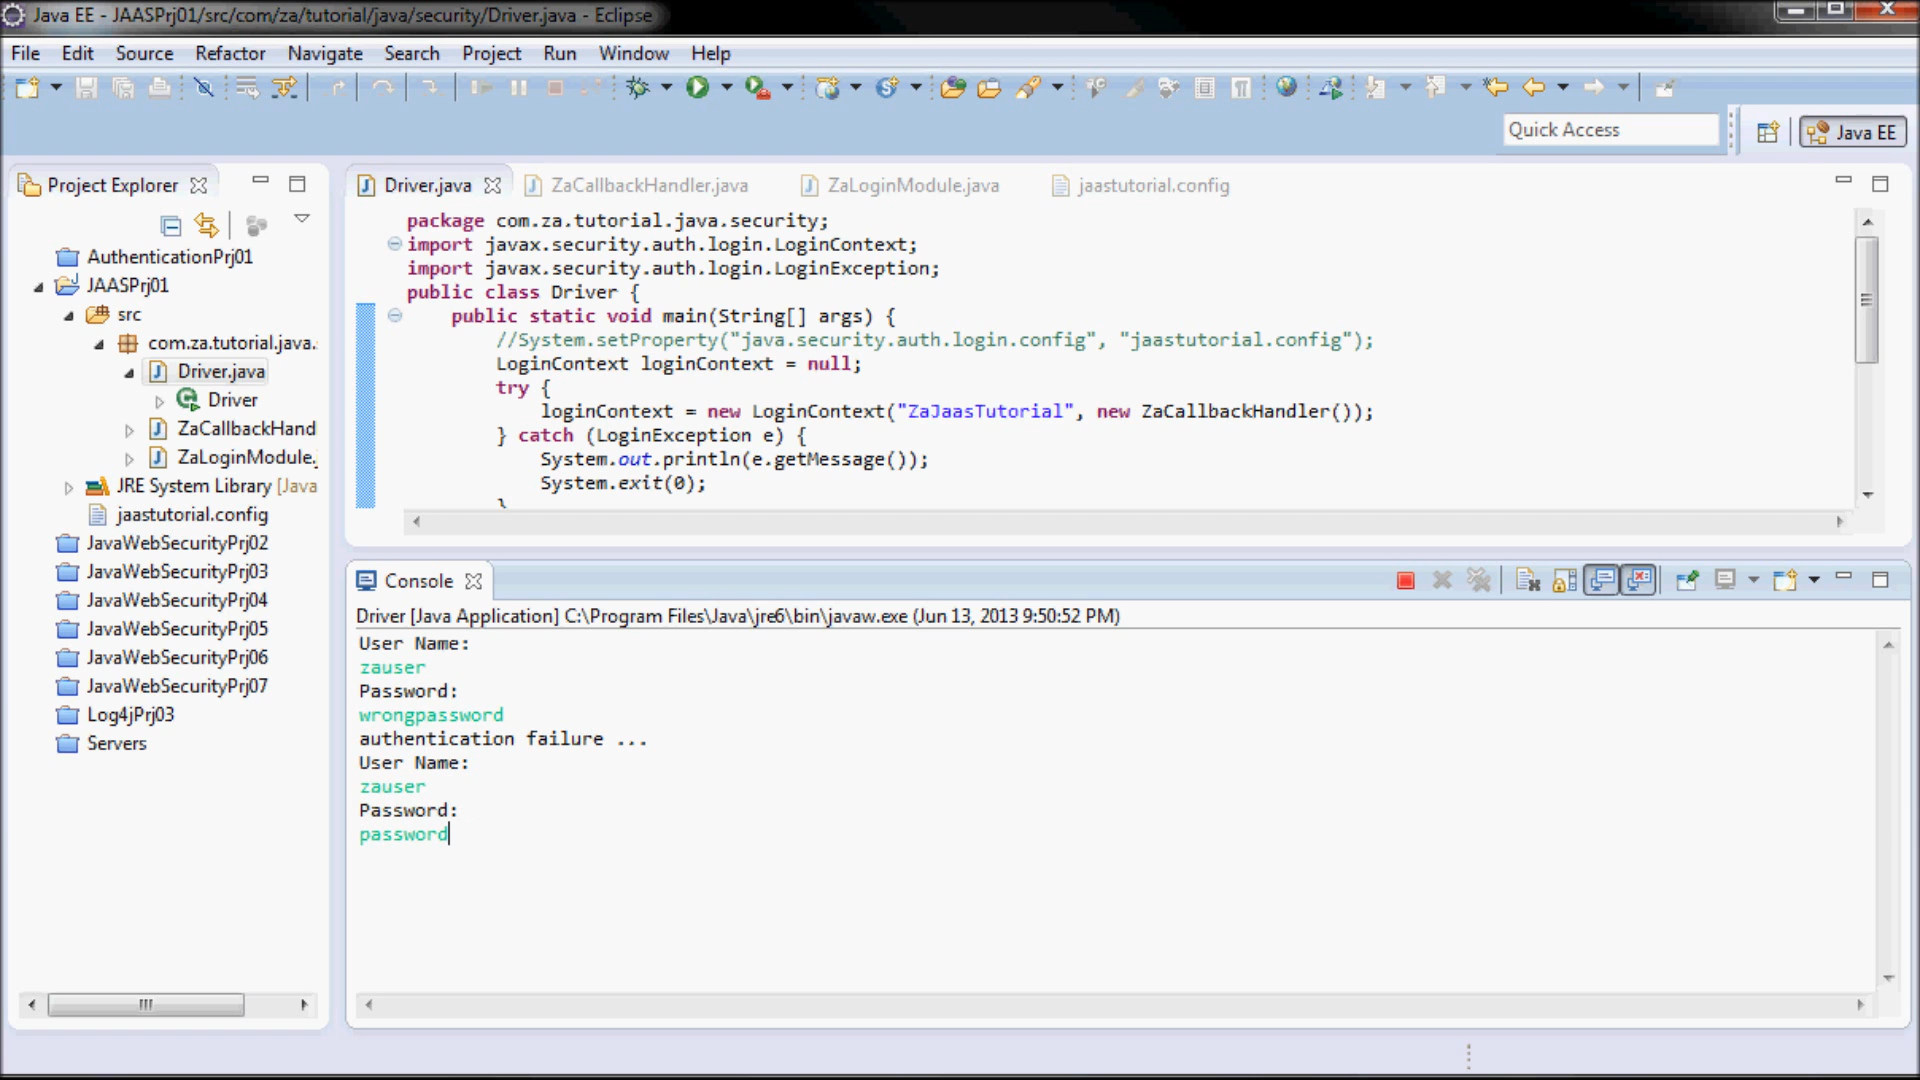 Java EE - JAASPrj01/src/com/za/tutorial/java/security/Driver.java - Eclipse
File Edit Source Refactor Navigate Search Project Run Window Help
Quick Access
Java EE
Project Explorer
AuthenticationPrj01
JAASPrj01
src
com.za.tutorial.java.
Driver.java
Driver
ZaCallbackHand
ZaLoginModule.
JRE System Library [Java
jaastutorial.config
JavaWebSecurityPrj02
JavaWebSecurityPrj03
JavaWebSecurityPrj04
JavaWebSecurityPrj05
JavaWebSecurityPrj06
JavaWebSecurityPrj07
Log4jPrj03
Servers
Driver.java ZaCallbackHandler.java ZaLoginModule.java jaastutorial.config
package com.za.tutorial.java.security;
import javax.security.auth.login.LoginContext;
import javax.security.auth.login.LoginException;
public class Driver {
public static void main(String[] args) {
//System.setProperty("java.security.auth.login.config", "jaastutorial.config");
LoginContext loginContext = null;
try {
loginContext = new LoginContext("ZaJaasTutorial", new ZaCallbackHandler());
} catch (LoginException e) {
System.out.println(e.getMessage());
System.exit(0);
}
Console
Driver [Java Application] C:\Program Files\Java\jre6\bin\javaw.exe (Jun 13, 2013 9:50:52 PM)
User Name:
zauser
Password:
wrongpassword
authentication failure ...
User Name:
zauser
Password:
password